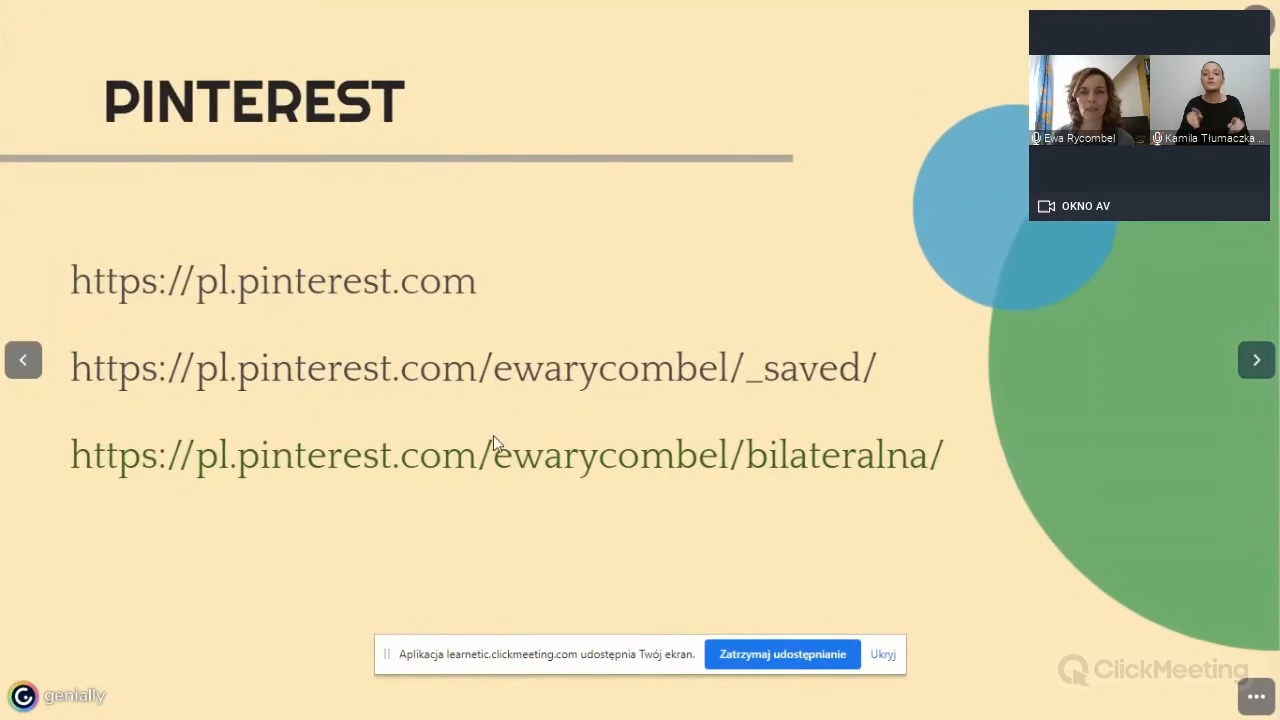 PINTEREST
https://pl.pinterest.com
https://pl.pinterest.com/ewarycombel/_saved/
https://pl.pinterest.com/ewarycombel/bilateralna/
Ewa Rycombel
Kamila Tłumaczka ...
OKNO AV
Aplikacja learnetic.clickmeeting.com udostępnia Twój ekran.
Zatrzymaj udostępnianie
Ukryj
ClickMeeting
genially